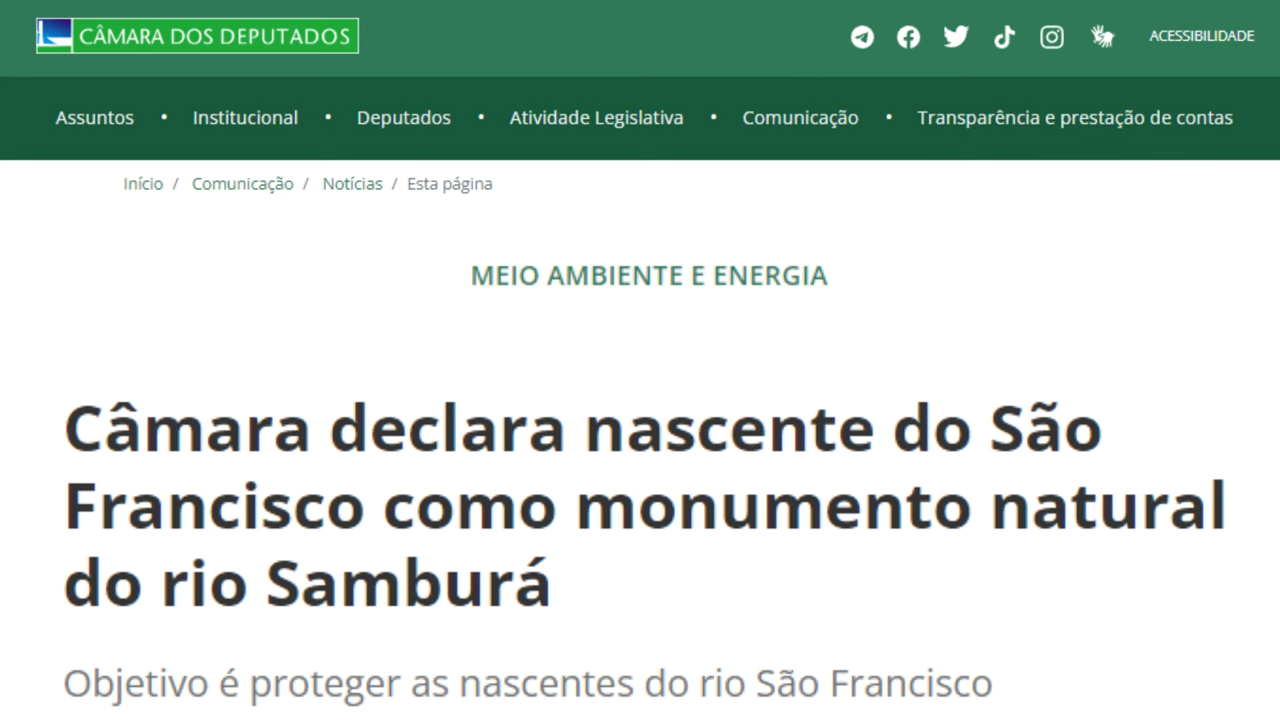 CÂMARA DOS DEPUTADOS
ACESSIBILIDADE
Assuntos • Institucional • Deputados • Atividade Legislativa • Comunicação • Transparência e prestação de contas
Início / Comunicação / Notícias / Esta página
MEIO AMBIENTE E ENERGIA
Câmara declara nascente do São
Francisco como monumento natural
do rio Samburá
Objetivo é proteger as nascentes do rio São Francisco